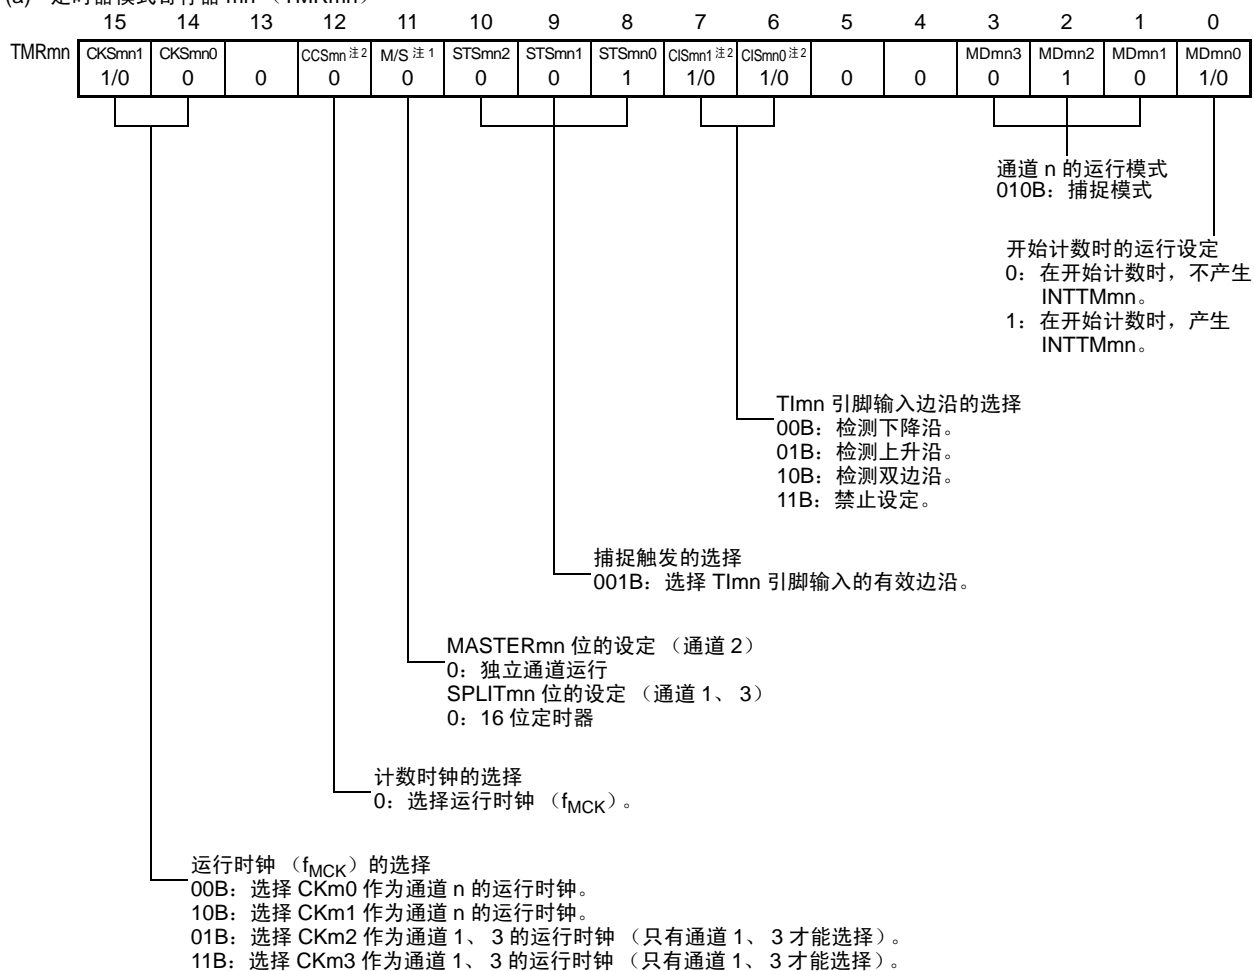 (a) 定时器模式寄存器 mn （TMRmn）
15 14 13 12 11 10 9 8 7 6 5 4 3 2 1 0
TMRmn CKSmn1 CKSmn0 CCSmn 注2 M/S 注1 STSmn2 STSmn1 STSmn0 CISmn1 注2 CISmn0 注2 MDmn3 MDmn2 MDmn1 MDmn0
1/0 0 0 0 0 0 0 1 1/0 1/0 0 0 0 1 0 1/0
通道 n 的运行模式
010B：捕捉模式
开始计数时的运行设定
0：在开始计数时，不产生
INTTMmn。
1：在开始计数时，产生
INTTMmn。
TImn 引脚输入边沿的选择
00B：检测下降沿。
01B：检测上升沿。
10B：检测双边沿。
11B：禁止设定。
捕捉触发的选择
001B：选择 TImn 引脚输入的有效边沿。
MASTERmn 位的设定 （通道 2）
0：独立通道运行
SPLITmn 位的设定 （通道 1、 3）
0：16 位定时器
计数时钟的选择
0：选择运行时钟 （fMCK）。
运行时钟 （fMCK）的选择
00B：选择 CKm0 作为通道 n 的运行时钟。
10B：选择 CKm1 作为通道 n 的运行时钟。
01B：选择 CKm2 作为通道 1、 3 的运行时钟 （只有通道 1、 3 才能选择）。
11B：选择 CKm3 作为通道 1、 3 的运行时钟 （只有通道 1、 3 才能选择）。